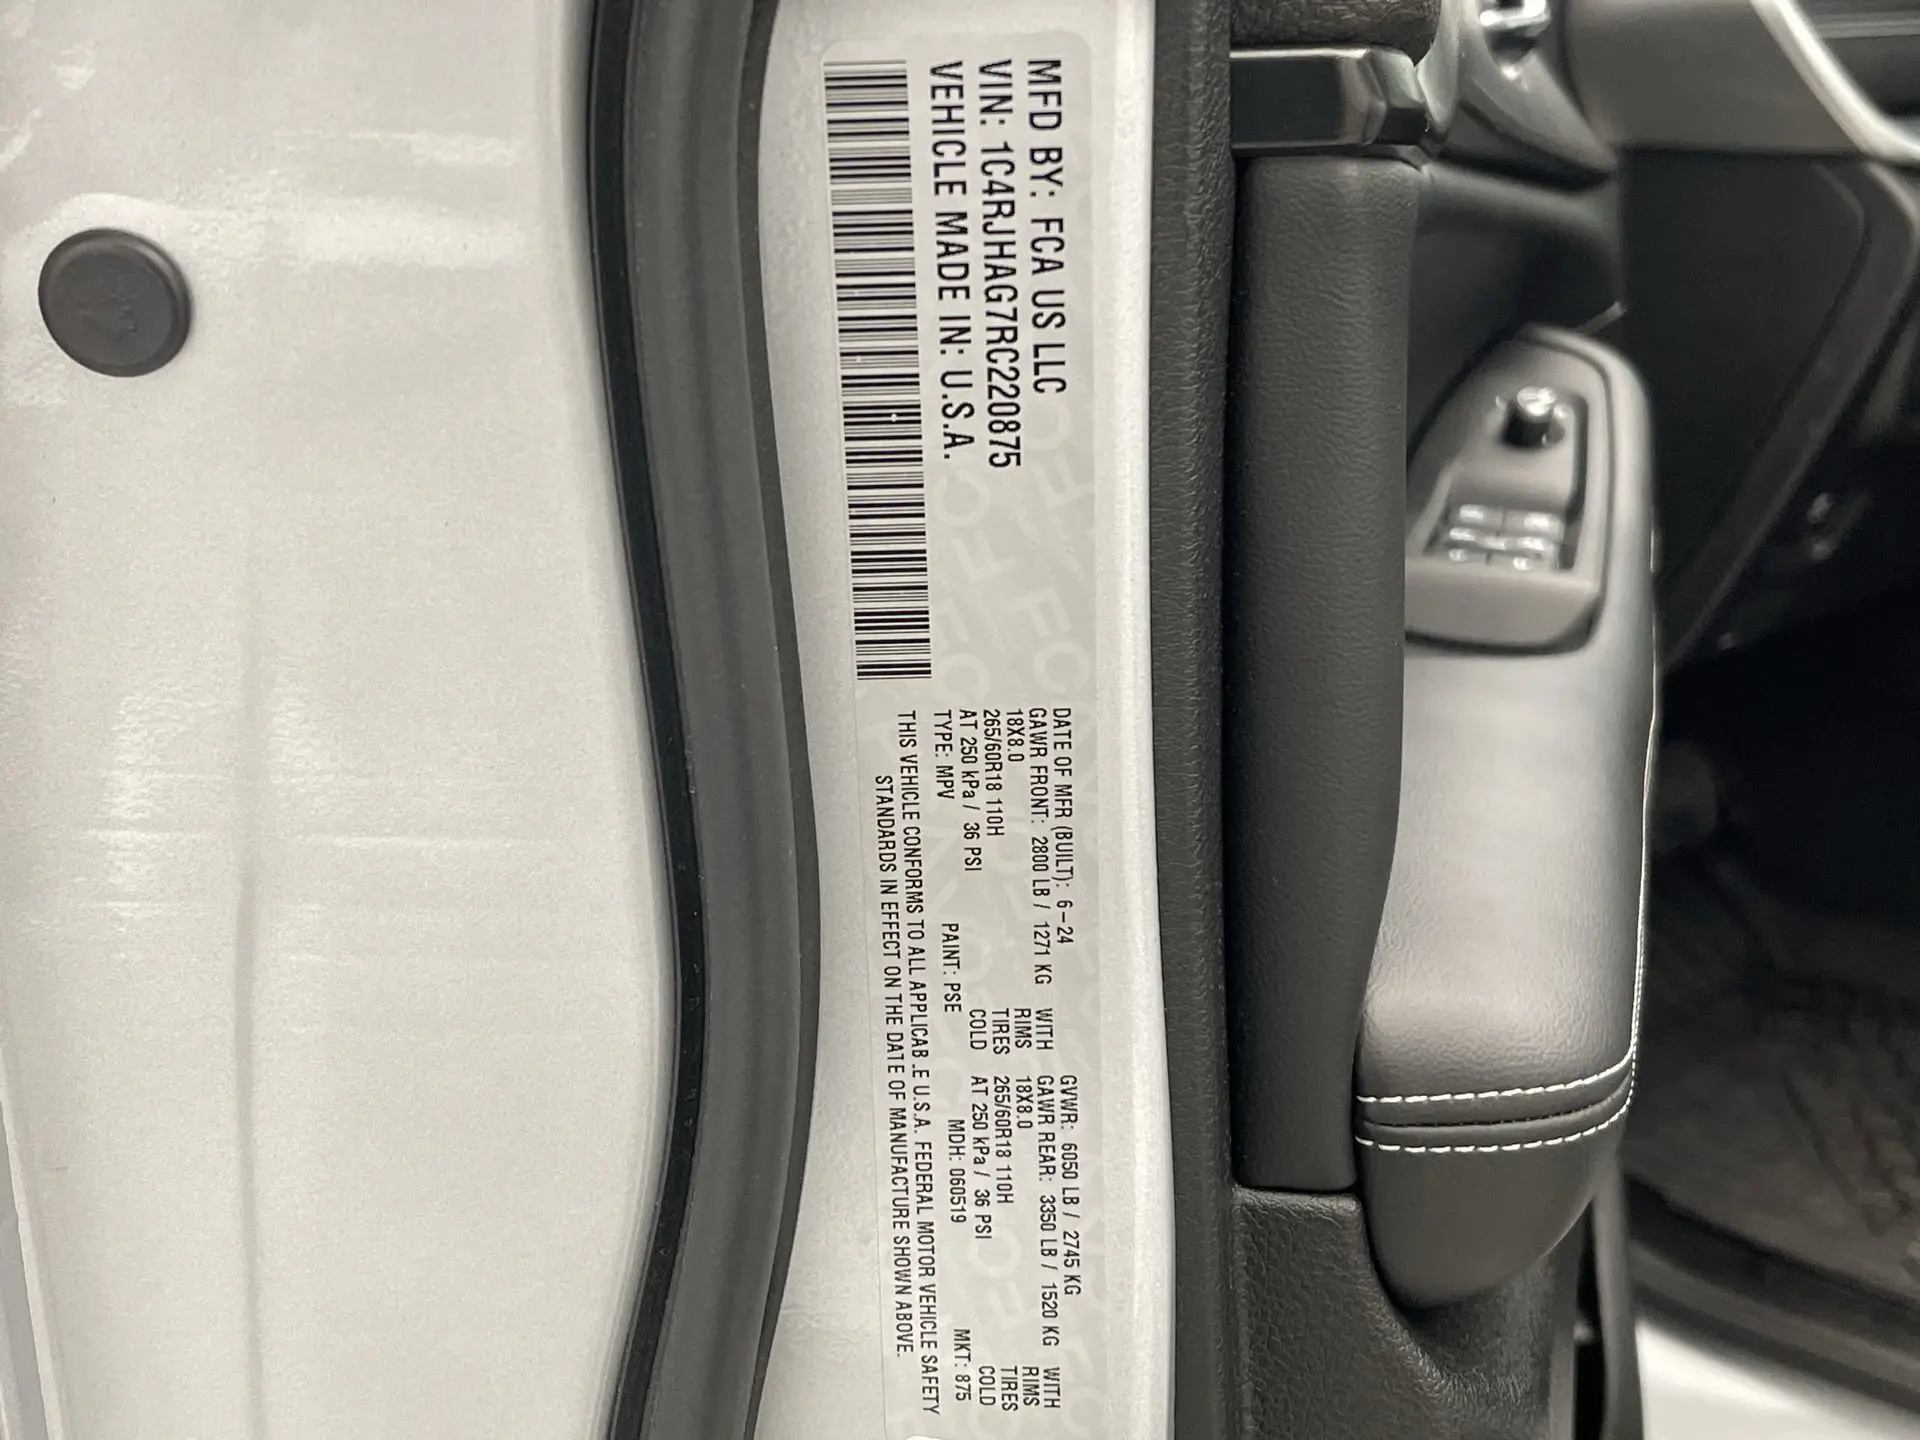 MFD BY: FCA US LLC
VIN: 1C4RJHAG7RC220875
VEHICLE MADE IN: U.S.A.
DATE OF MFR (BUILT): 6-24 GVWR: 6050 LB / 2745 KG
GAWR FRONT: 2800 LB / 1271 KG WITH GAWR REAR: 3350 LB / 1520 KG WITH
18X8.0 RIMS 18X8.0 RIMS
265/60R18 110H TIRES 265/60R18 110H TIRES
AT 250 kPa / 36 PSI COLD AT 250 kPa / 36 PSI COLD
TYPE: MPV PAINT: PSE MDH: 060519 MKT: 875
THIS VEHICLE CONFORMS TO ALL APPLICAB.E U.S.A. FEDERAL MOTOR VEHICLE SAFETY
STANDARDS IN EFFECT ON THE DATE OF MANUFACTURE SHOWN ABOVE.